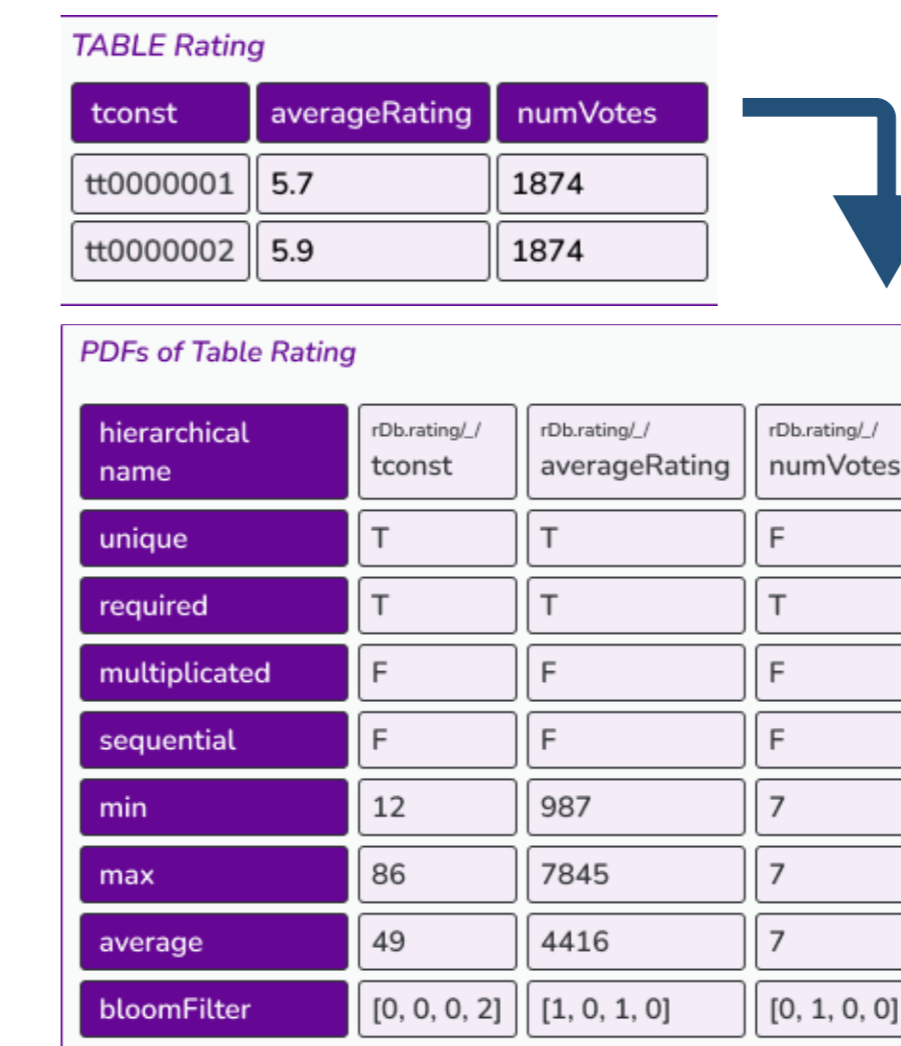 TABLE Rating
tconst averageRating numVotes
tt0000001 5.7 1874
tt0000002 5.9 1874
PDFs of Table Rating
hierarchical name rDb.rating/_/ tconst rDb.rating/_/ averageRating rDb.rating/_/ numVotes
unique T T F
required T T T
multiplicated F F F
sequential F F F
min 12 987 7
max 86 7845 7
average 49 4416 7
bloomFilter [0, 0, 0, 2] [1, 0, 1, 0] [0, 1, 0, 0]